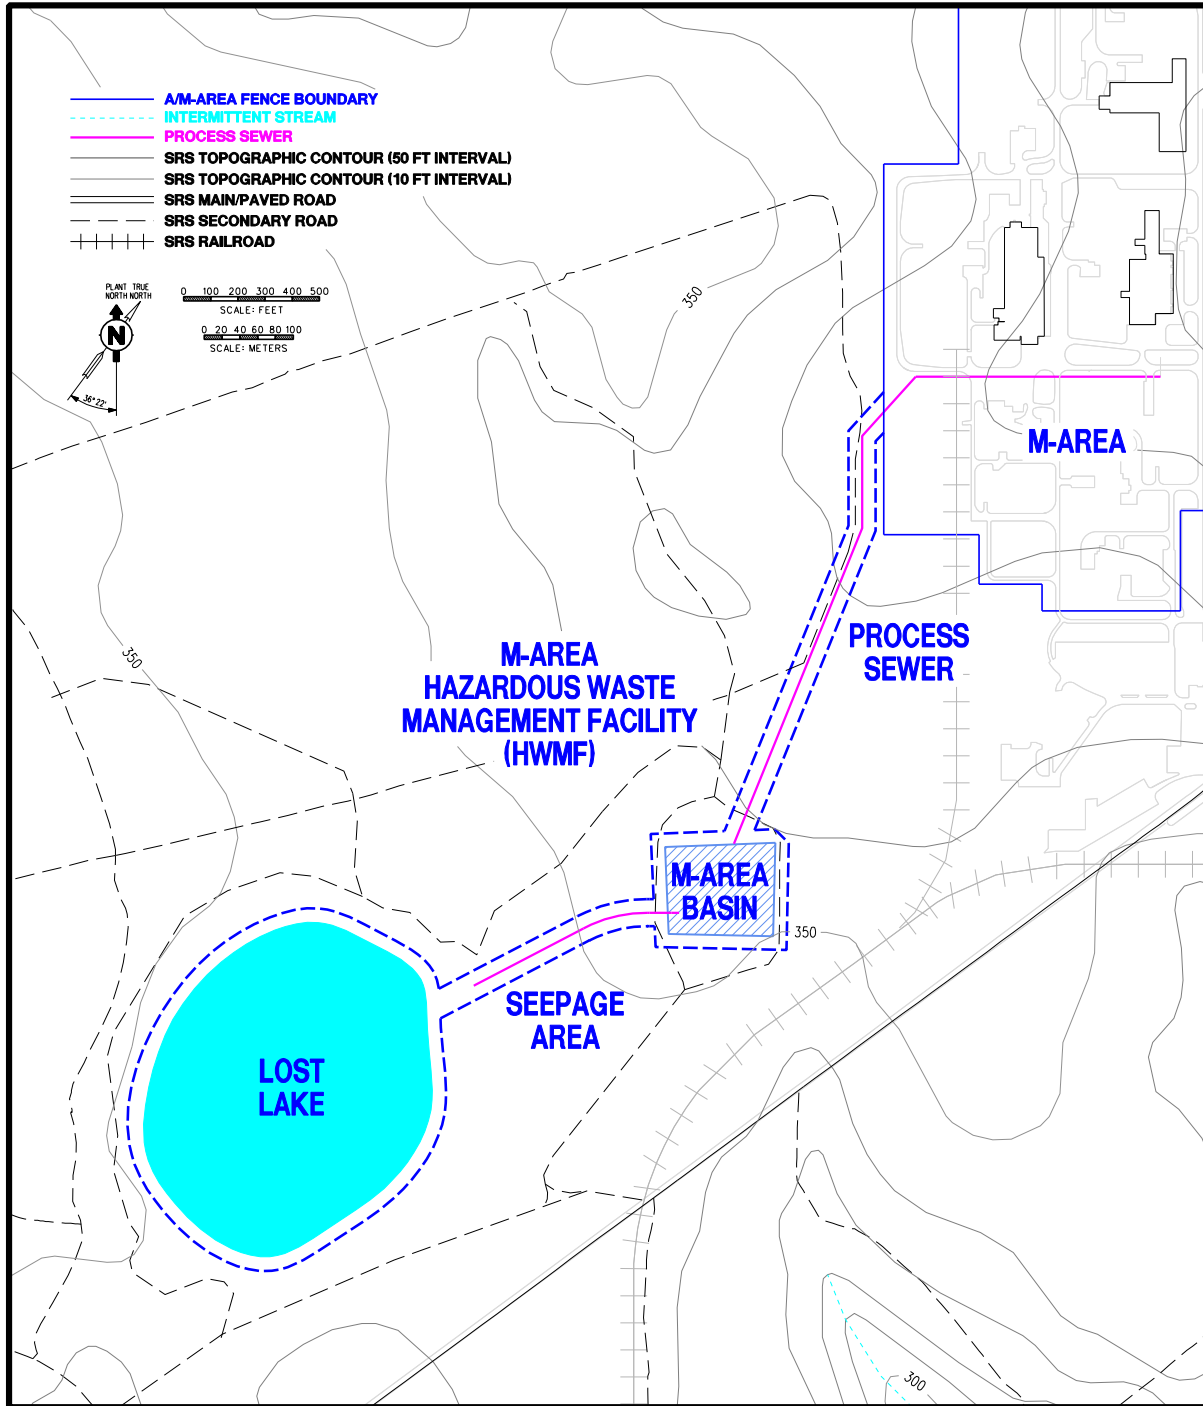 A/M-AREA FENCE BOUNDARY
INTERMITTENT STREAM
PROCESS SEWER
SRS TOPOGRAPHIC CONTOUR (50 FT INTERVAL)
SRS TOPOGRAPHIC CONTOUR (10 FT INTERVAL)
SRS MAIN/PAVED ROAD
SRS SECONDARY ROAD
SRS RAILROAD
PLANT TRUE
NORTH NORTH
N
36°22'
0 100 200 300 400 500
SCALE: FEET
0 20 40 60 80 100
SCALE: METERS
350
M-AREA
PROCESS
SEWER
350
M-AREA
HAZARDOUS WASTE
MANAGEMENT FACILITY
(HWMF)
M-AREA
BASIN
350
SEEPAGE
AREA
LOST
LAKE
300